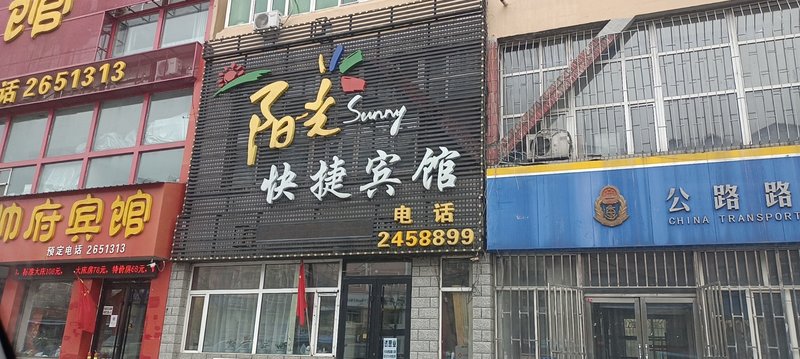 馆
话 2651313
帅府宾馆
预定电话 2651313
阳光
Sunny
快捷宾馆
电话
2458899
公路路
CHINA TRANSPORT